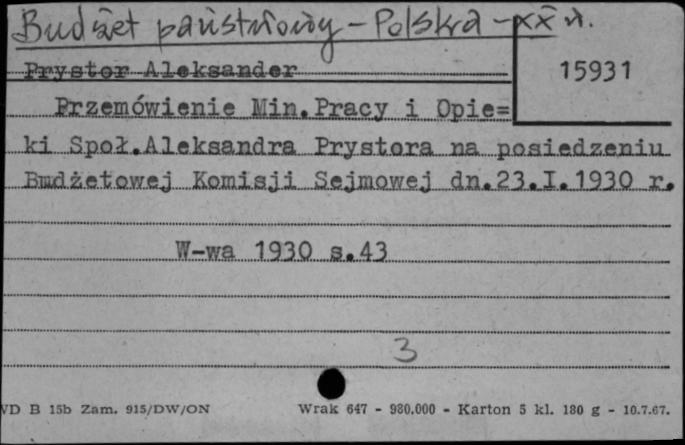 Budżet państwowy - Polska - XX w.
Prystor Aleksander
15931
Przemówienie Min.Pracy i Opie=
ki Społ.Aleksandra Prystora na posiedzeniu
Budżetowej Komisji Sejmowej dn.23.I.1930 r.
W-wa 1930 s.43
3
VD B 15b Zam. 915/DW/ON Wrak 647 - 980.000 - Karton 5 kl. 180 g - 10.7.67.